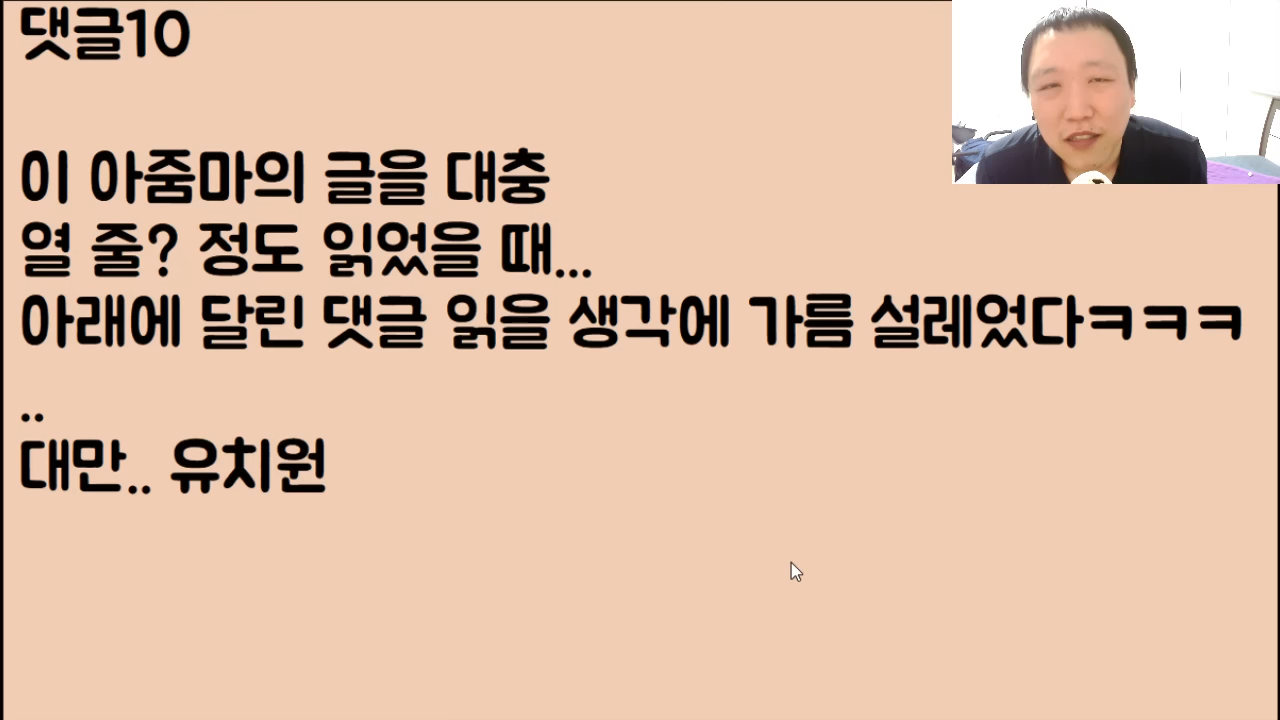 댓글10
이 아줌마의 글을 대충
열 줄? 정도 읽었을 때...
아래에 달린 댓글 읽을 생각에 가름 설레었다ㅋㅋㅋ
..
대만.. 유치원